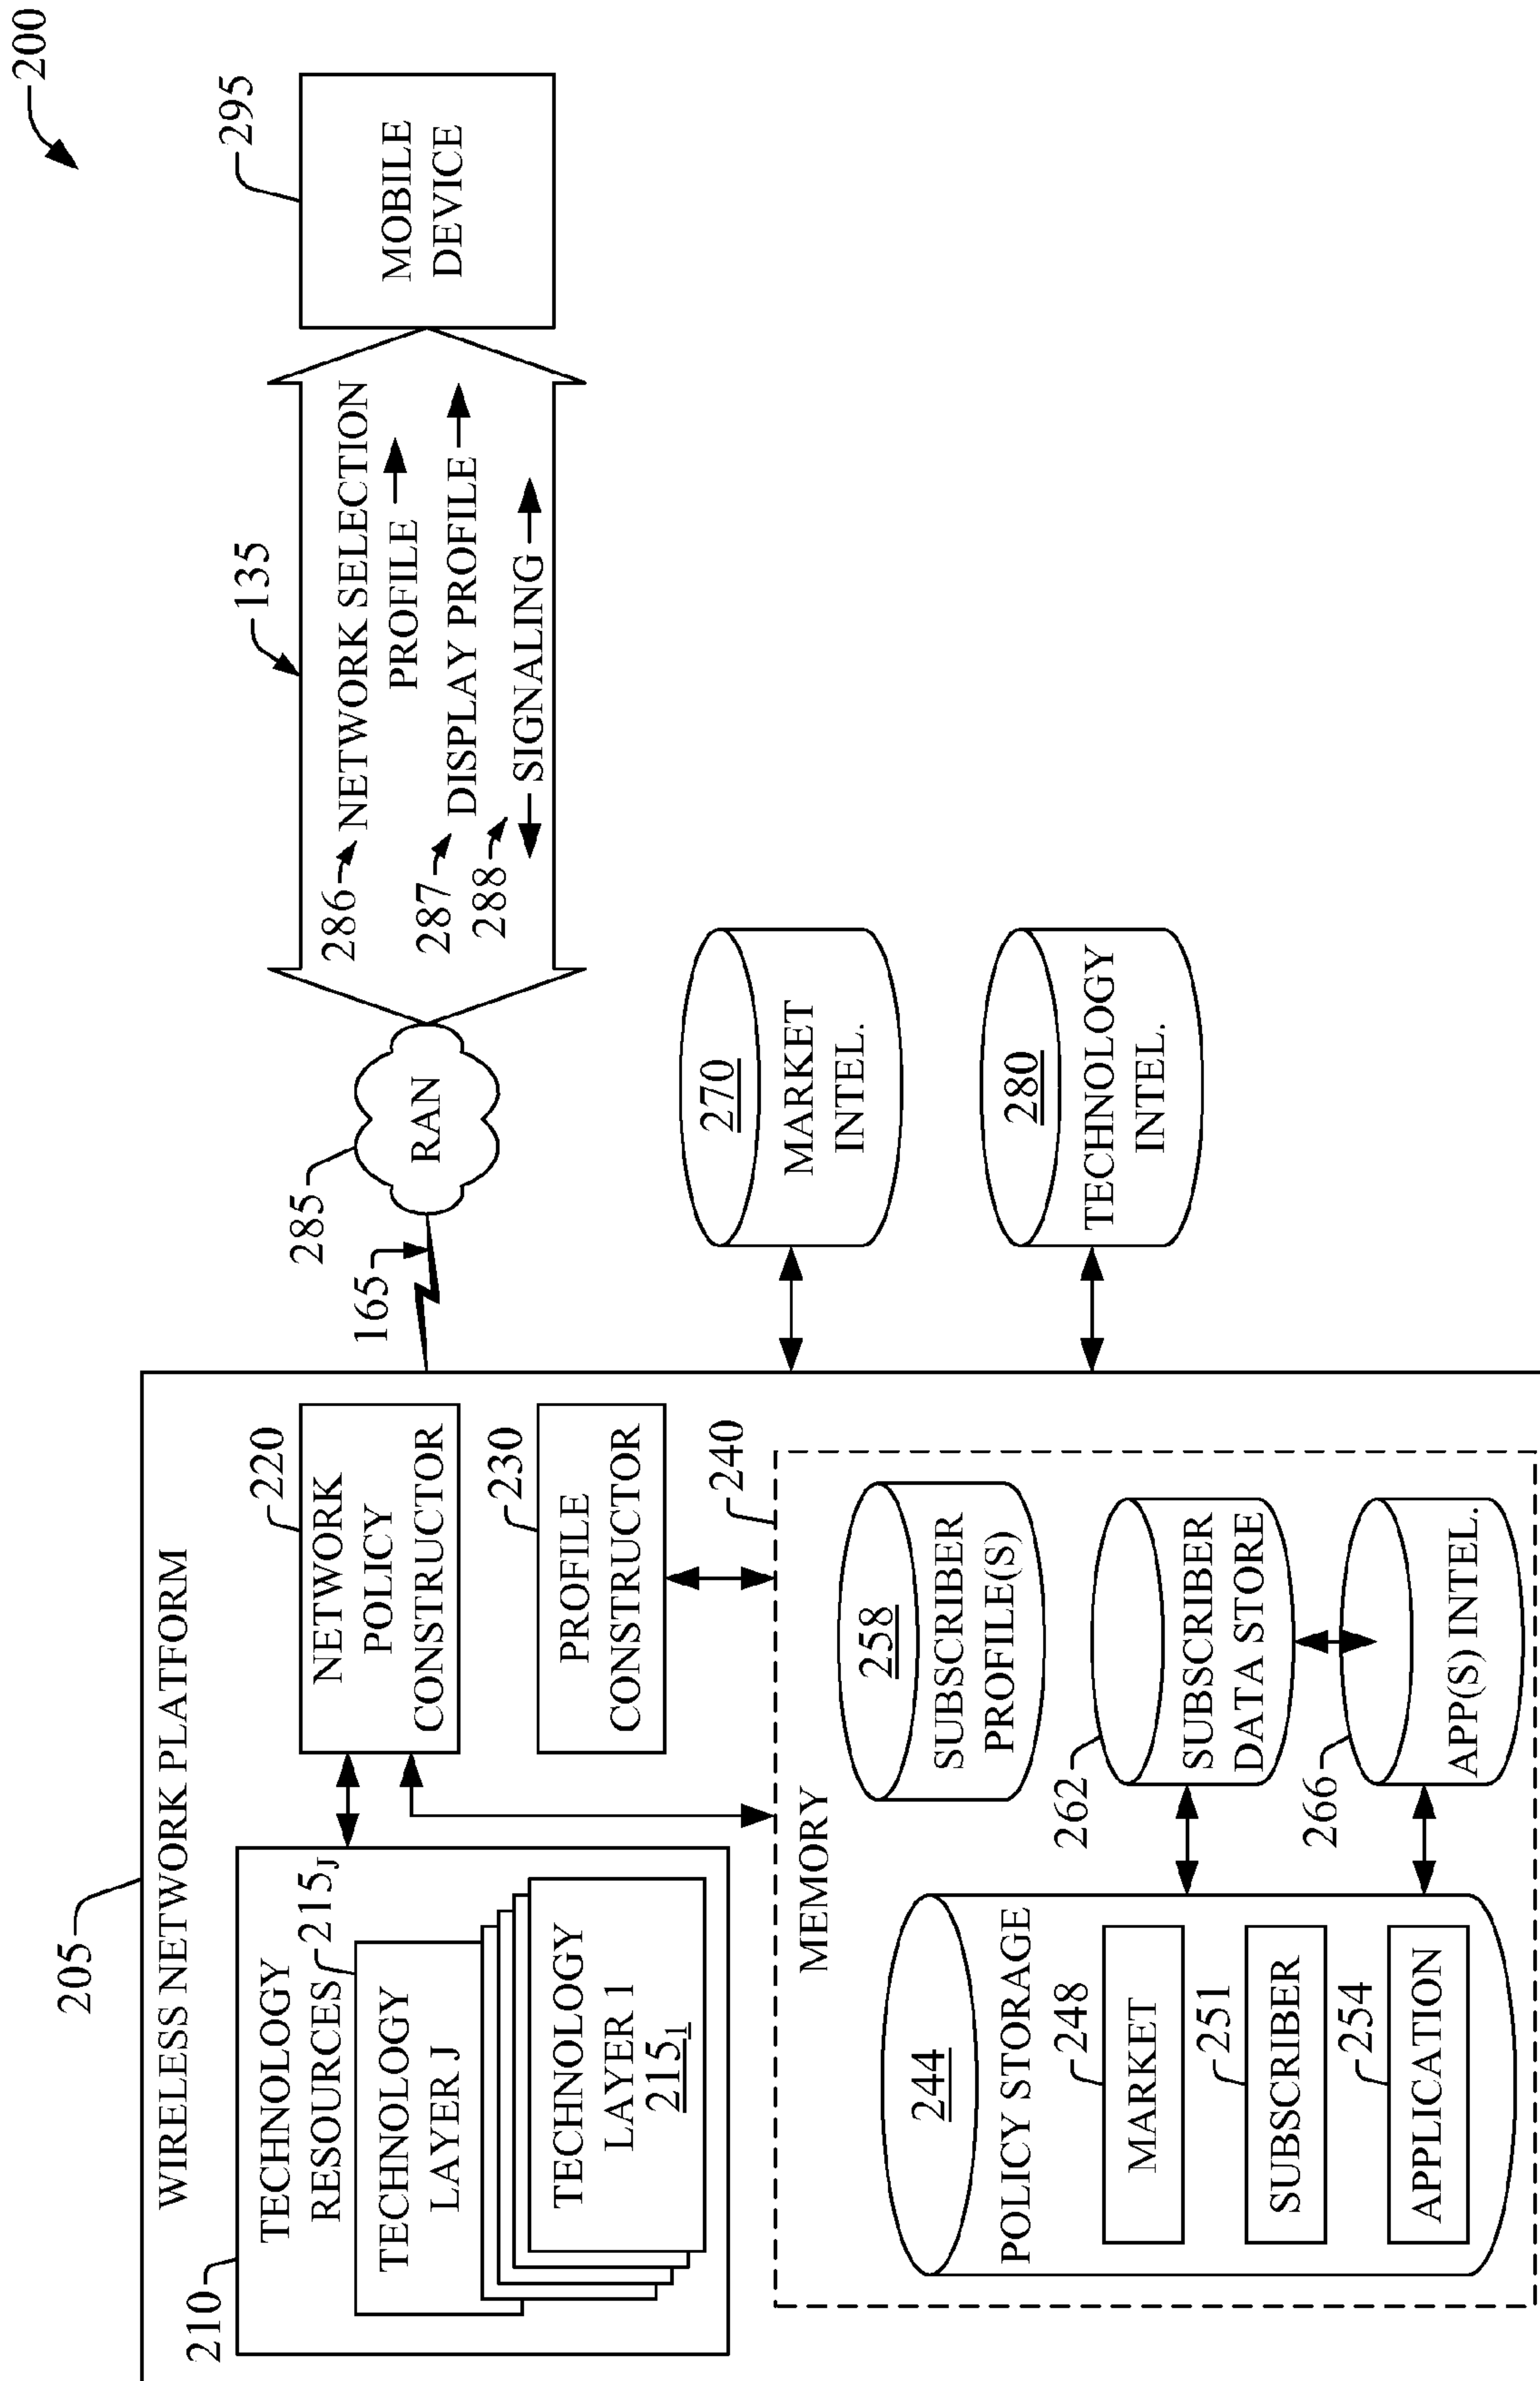 200
205
WIRELESS NETWORK PLATFORM
210
TECHNOLOGY
RESOURCES
215J
TECHNOLOGY
LAYER J
TECHNOLOGY
LAYER 1
2151
220
NETWORK
POLICY
CONSTRUCTOR
230
PROFILE
CONSTRUCTOR
240
MEMORY
244
POLICY STORAGE
248
MARKET
251
SUBSCRIBER
254
APPLICATION
258
SUBSCRIBER
PROFILE(S)
262
SUBSCRIBER
DATA STORE
266
APP(S) INTEL.
165
285
RAN
270
MARKET
INTEL.
280
TECHNOLOGY
INTEL.
135
286
NETWORK SELECTION
PROFILE
287
DISPLAY PROFILE
288
SIGNALING
295
MOBILE
DEVICE